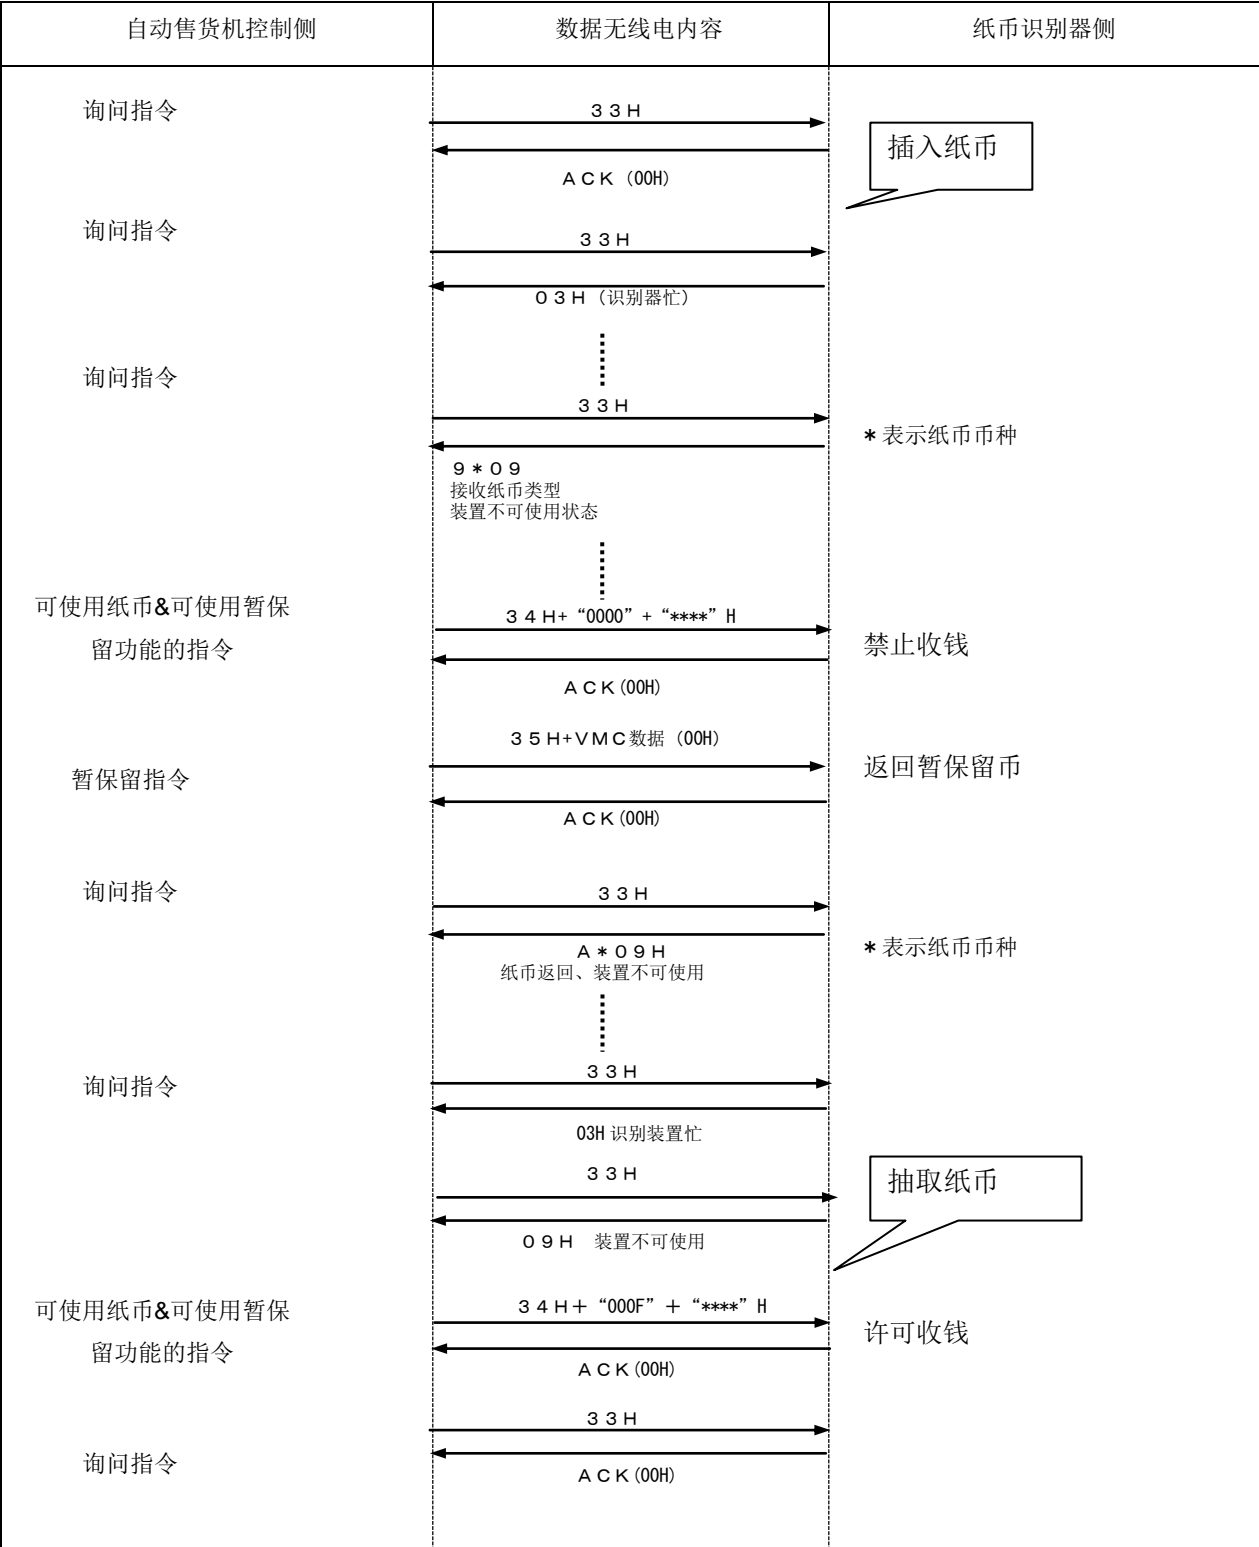 自动售货机控制侧
数据无线电内容
纸币识别器侧
询问指令
３３Ｈ
插入纸币
ＡＣＫ (00H)
询问指令
３３Ｈ
０３Ｈ (识别器忙)
询问指令
３３Ｈ
*表示纸币币种
９*０９
接收纸币类型
装置不可使用状态
可使用纸币&可使用暂保
留功能的指令
３４Ｈ+“0000”+“****”H
禁止收钱
ＡＣＫ(00H)
３５Ｈ+ＶＭＣ数据 (00H)
暂保留指令
返回暂保留币
ＡＣＫ(00H)
询问指令
３３Ｈ
Ａ*０９Ｈ
*表示纸币币种
纸币返回、装置不可使用
３３Ｈ
询问指令
03H 识别装置忙
３３Ｈ
抽取纸币
０９Ｈ 装置不可使用
可使用纸币&可使用暂保
留功能的指令
３４Ｈ＋“000F”＋“****”H
许可收钱
ＡＣＫ(00H)
３３Ｈ
询问指令
ＡＣＫ(00H)